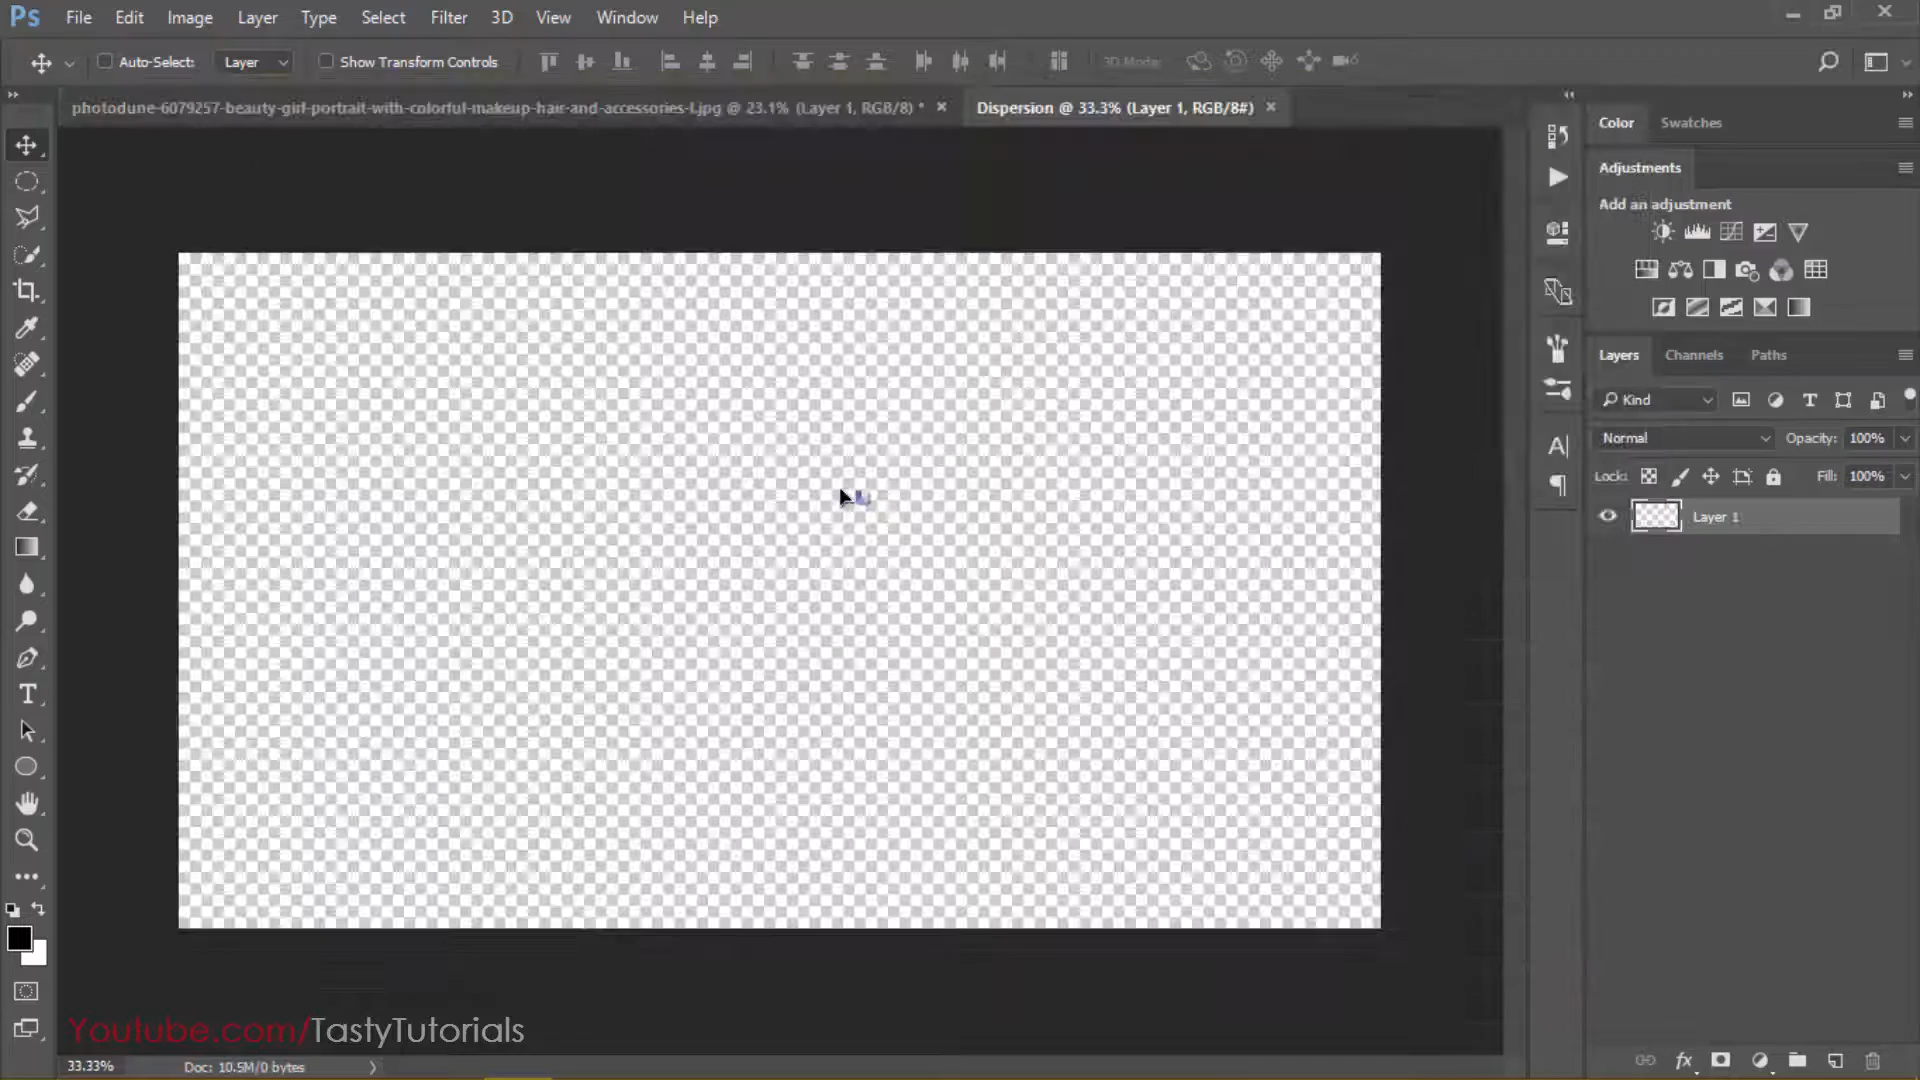 Ps File Edit Image Layer Type Select Filter 3D View Window Help
Auto-Select: Layer Show Transform Controls 3D Mode:
photodune-6079257-beauty-girl-portrait-with-colorful-makeup-hair-and-accessories-l.jpg @ 23.1% (Layer 1, RGB/8) * × Dispersion @ 33.3% (Layer 1, RGB/8#) ×
Color Swatches
Adjustments
Add an adjustment
Layers Channels Paths
Kind
Normal Opacity: 100%
Lock: Fill: 100%
Layer 1
Youtube.com/TastyTutorials
33.33% Doc: 10.5M/0 bytes